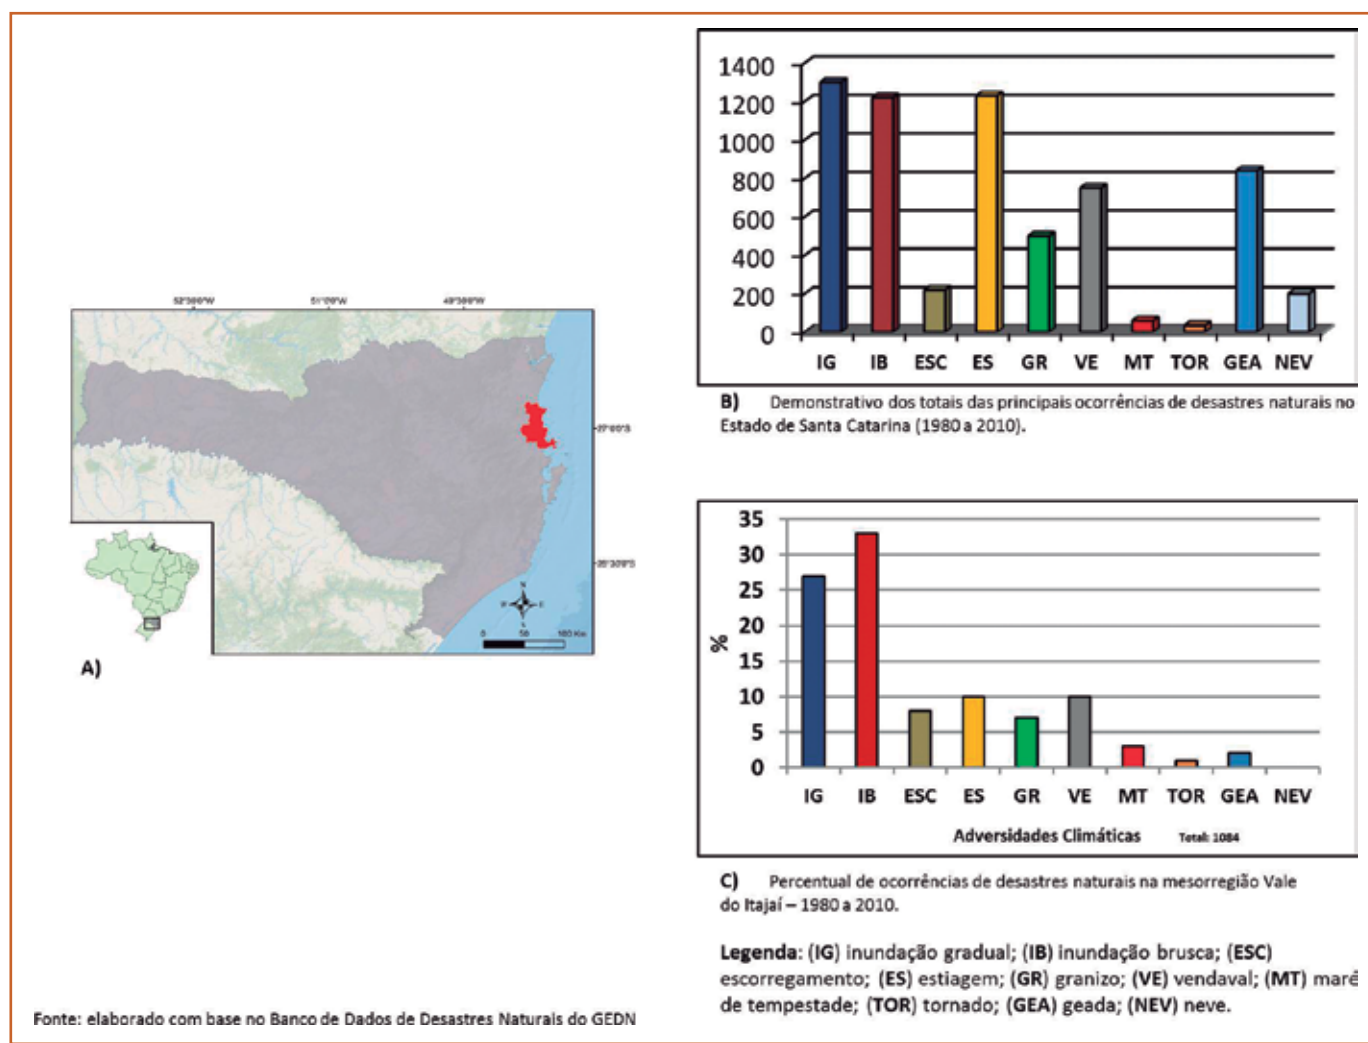 52°30'0"W 51°0'0"W 49°30'0"W
27°0'0"S
N
E
0 50 100 Km
A)
1400
1200
1000
800
600
400
200
0
IG IB ESC ES GR VE MT TOR GEA NEV
B) Demonstrativo dos totais das principais ocorrências de desastres naturais no
Estado de Santa Catarina (1980 a 2010).
35
30
25
20
15
10
5
0
%
IG IB ESC ES GR VE MT TOR GEA NEV
Adversidades Climáticas Total: 1084
C) Percentual de ocorrências de desastres naturais na mesorregião Vale
do Itajaí – 1980 a 2010.
Legenda: (IG) inundação gradual; (IB) inundação brusca; (ESC)
escorregamento; (ES) estiagem; (GR) granizo; (VE) vendaval; (MT) maré
de tempestade; (TOR) tornado; (GEA) geada; (NEV) neve.
Fonte: elaborado com base no Banco de Dados de Desastres Naturais do GEDN